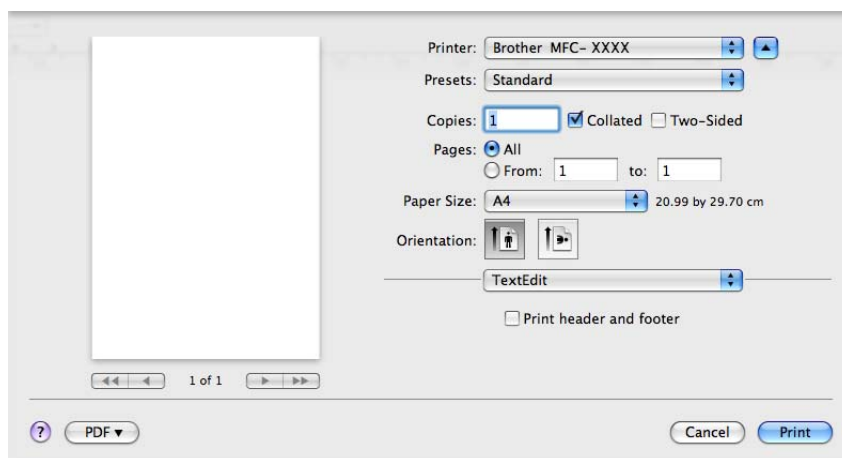 Printer: Brother MFC- XXXX
Presets: Standard
Copies: 1 Collated Two-Sided
Pages: All
From: 1 to: 1
Paper Size: A4 20.99 by 29.70 cm
Orientation:
TextEdit
Print header and footer
1 of 1
? PDF Cancel Print